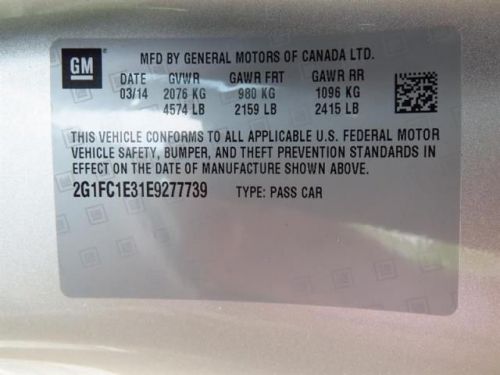 GM
MFD BY GENERAL MOTORS OF CANADA LTD.
DATE GVWR GAWR FRT GAWR RR
03/14 2076 KG 980 KG 1096 KG
4574 LB 2159 LB 2415 LB
THIS VEHICLE CONFORMS TO ALL APPLICABLE U.S. FEDERAL MOTOR
VEHICLE SAFETY, BUMPER, AND THEFT PREVENTION STANDARDS IN
EFFECT ON THE DATE OF MANUFACTURE SHOWN ABOVE.
2G1FC1E31E9277739 TYPE: PASS CAR